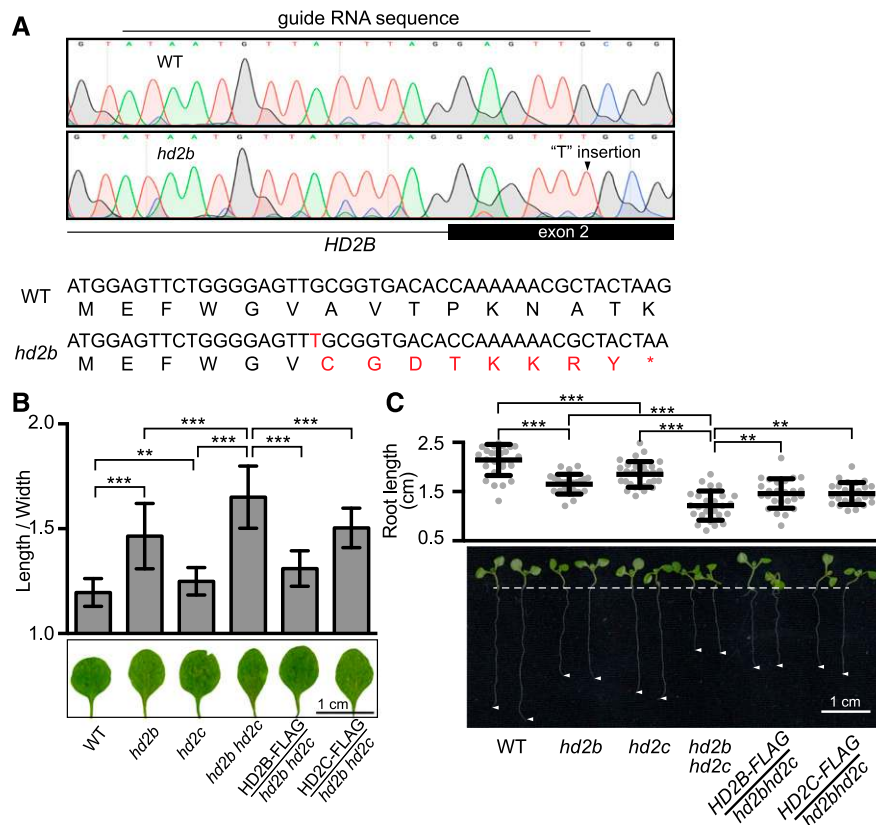 A
guide RNA sequence
G T A T A A T G T T A T T T A G G A G T T G C G G
WT
G T A T A A T G T T A T T T A G G A G T T T G C G
hd2b
"T" insertion
HD2B
exon 2
WT
ATGGAGTTCTGGGGAGTTGCGGTGACACCAAAAAACGCTACTAAG
M E F W G V A V T P K N A T K
hd2b
ATGGAGTTCTGGGGAGTTTGCGGTGACACCAAAAAACGCTACTAA
M E F W G V C G D T K K R Y *
B
Length / Width
2.0
1.5
1.0
***
**
***
***
***
***
1 cm
WT
hd2b
hd2c
hd2b hd2c
HD2B-FLAG
hd2b hd2c
HD2C-FLAG
hd2b hd2c
C
Root length
(cm)
2.5
1.5
0.5
***
***
***
***
**
**
1 cm
WT
hd2b
hd2c
hd2b
hd2c
HD2B-FLAG
hd2bhd2c
HD2C-FLAG
hd2bhd2c